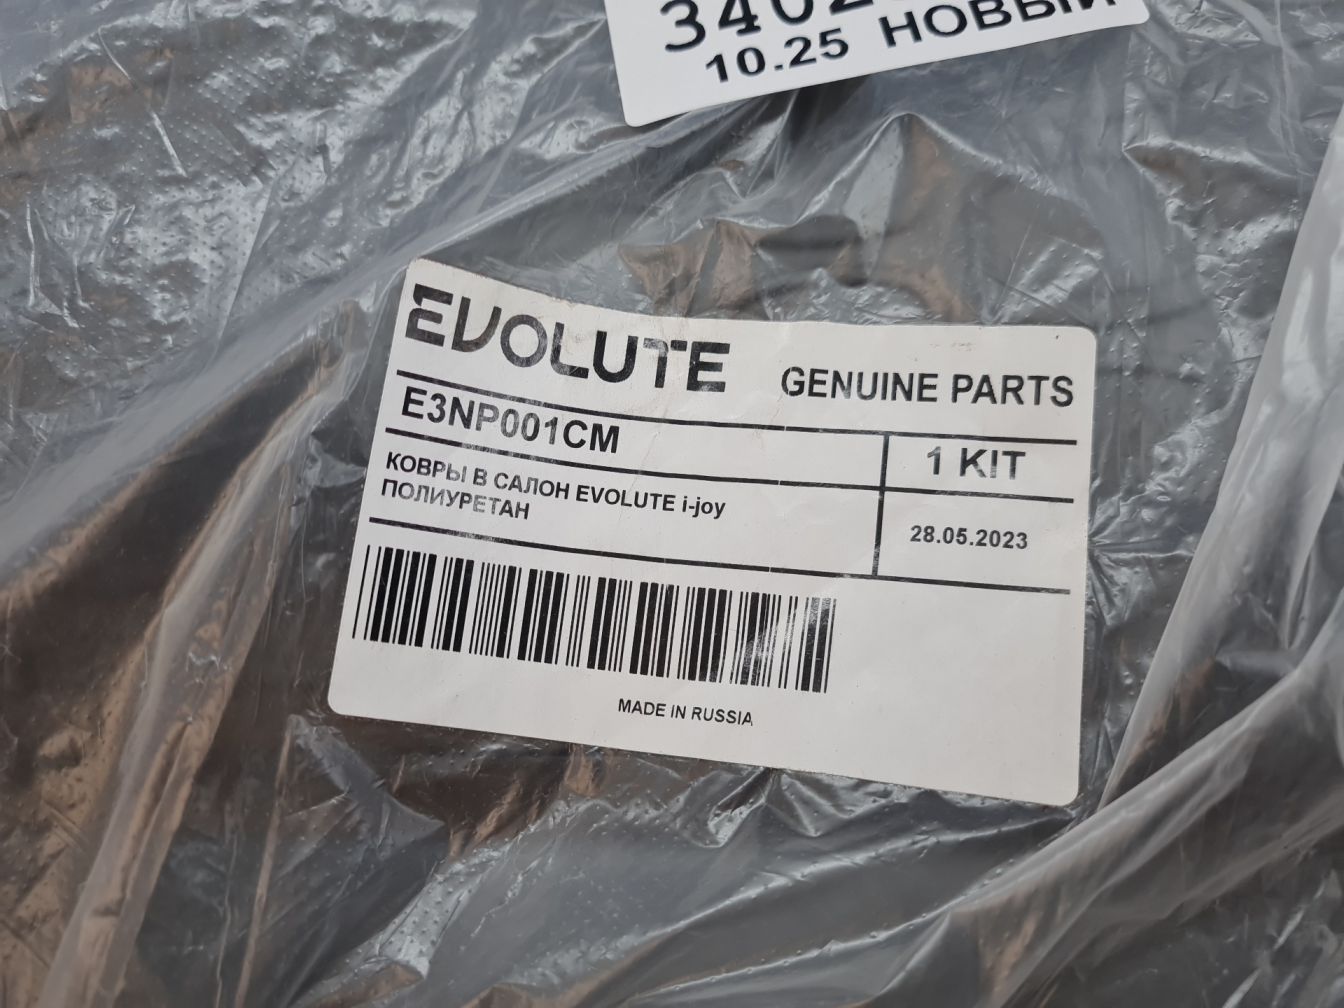 10.25 НОВЫЙ
EVOLUTE
GENUINE PARTS
E3NP001CM
1 KIT
КОВРЫ В САЛОН EVOLUTE i-joy
ПОЛИУРЕТАН
28.05.2023
MADE IN RUSSIA